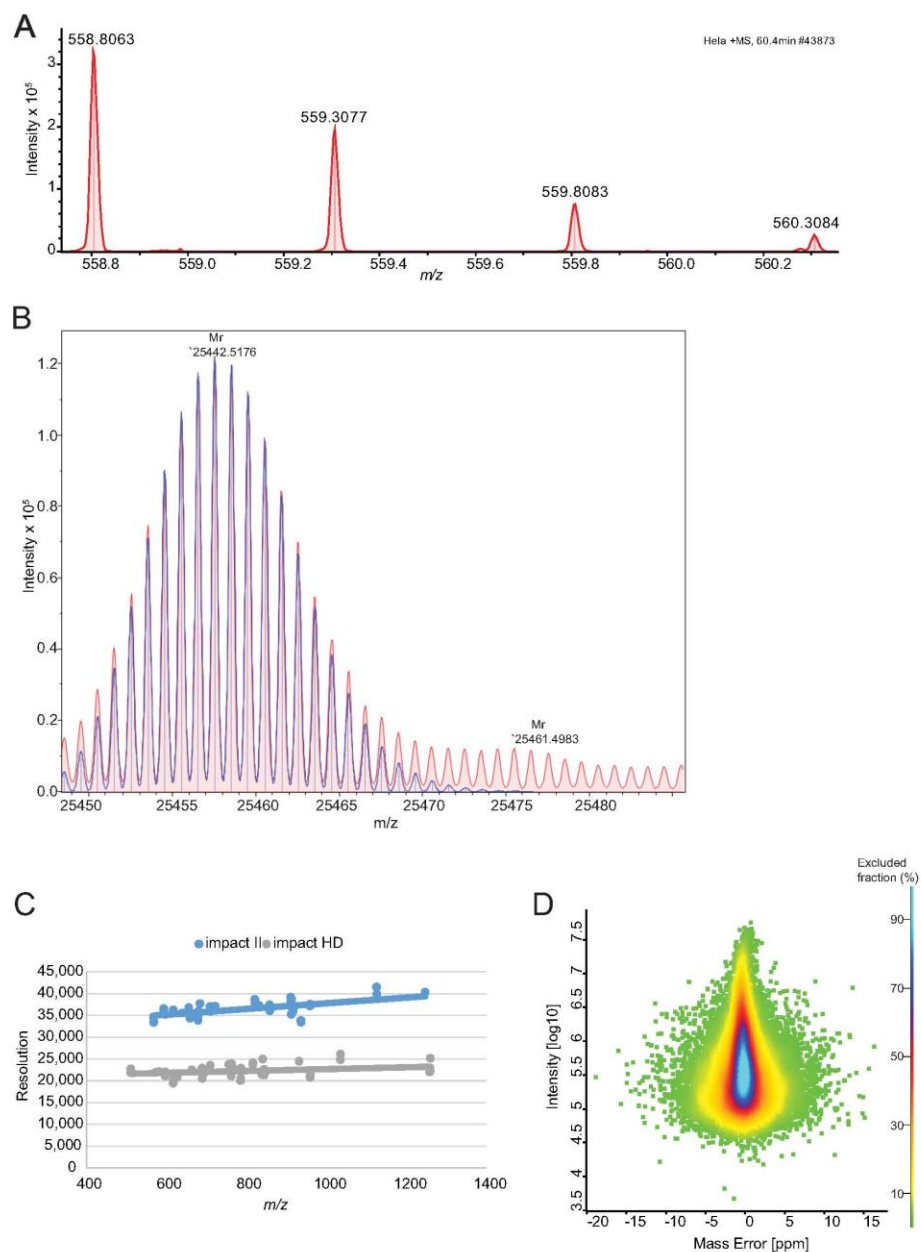 A
Hela +MS, 60.4min #43873
558.8063
559.3077
559.8083
560.3084
Intensity x 10⁵
3
2
1
0
558.8 559.0 559.2 559.4 559.6 559.8 560.0 560.2
m/z
B
Mr
`25442.5176
Mr
`25461.4983
Intensity x 10⁵
1.2
1.0
0.8
0.6
0.4
0.2
0.0
25450 25455 25460 25465 25470 25475 25480
m/z
C
impact II impact HD
Resolution
45,000
40,000
35,000
30,000
25,000
20,000
15,000
10,000
5,000
0
400 600 800 1000 1200 1400
m/z
D
Excluded
fraction (%)
90
70
50
30
10
Intensity [log10]
7.5
7
6.5
6
5.5
5
4.5
4
3.5
-20 -15 -10 -5 0 5 10 15
Mass Error [ppm]